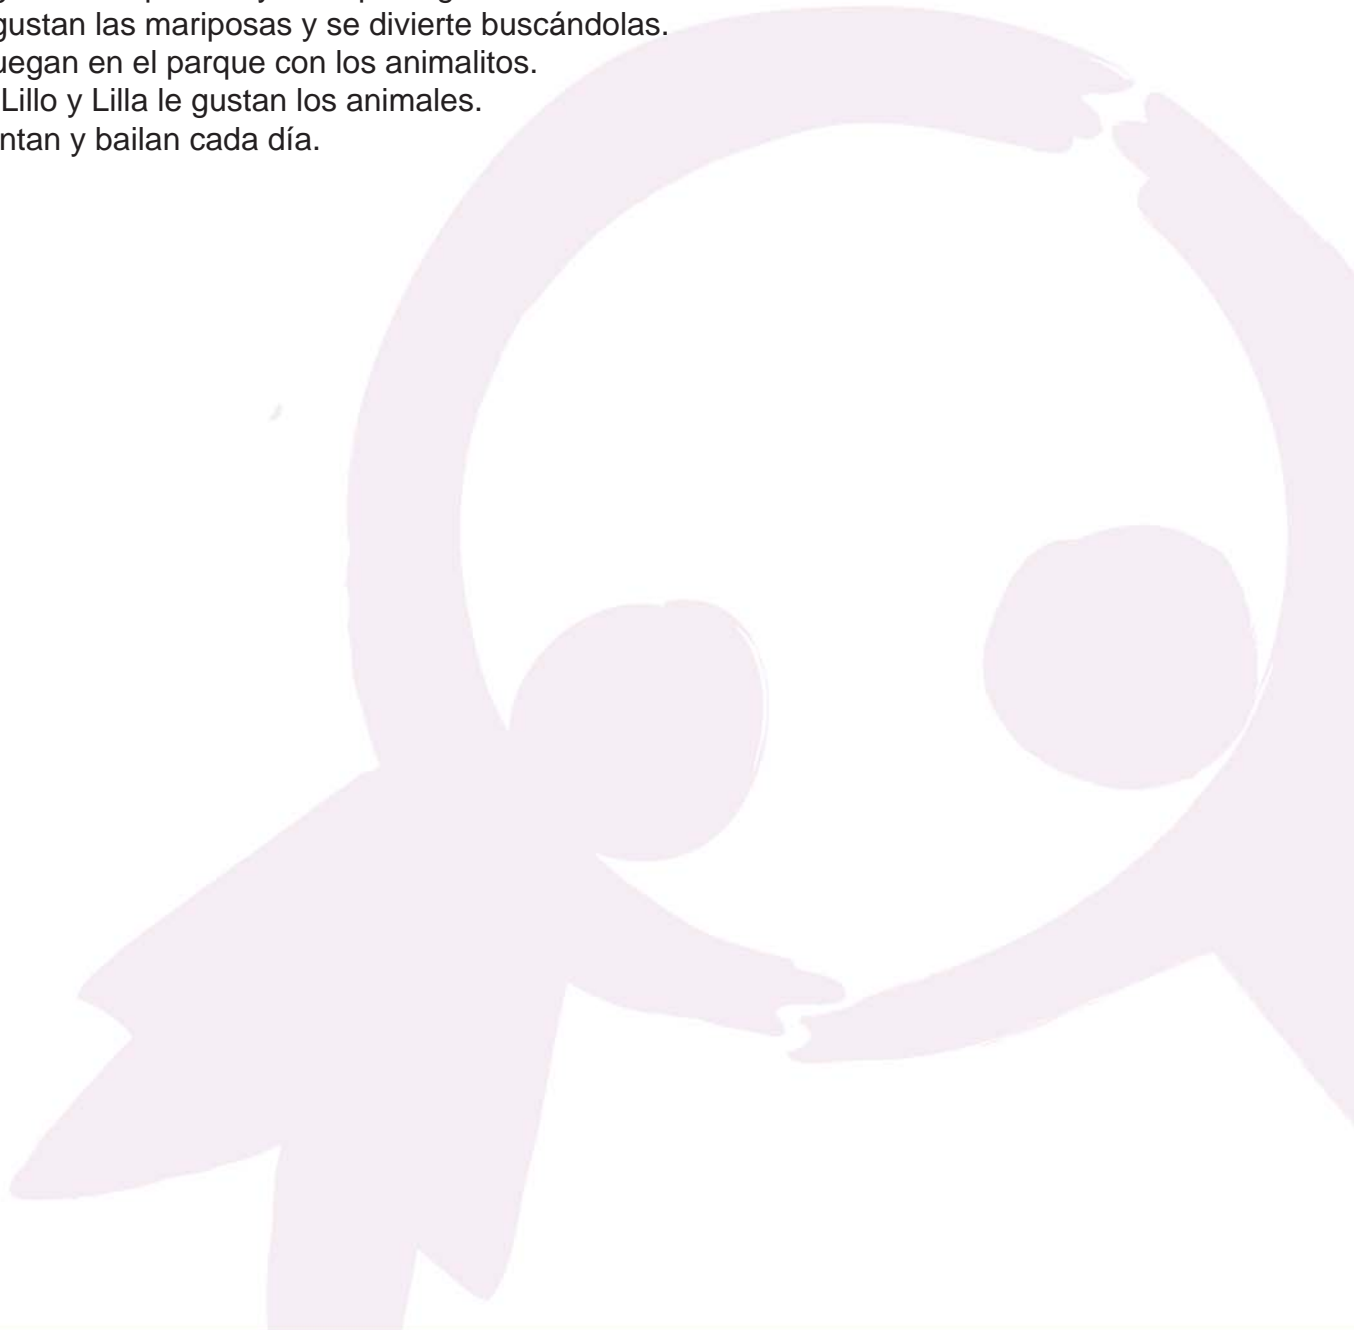 gustan las mariposas y se divierte buscándolas.
uegan en el parque con los animalitos.
Lillo y Lilla le gustan los animales.
ntan y bailan cada día.